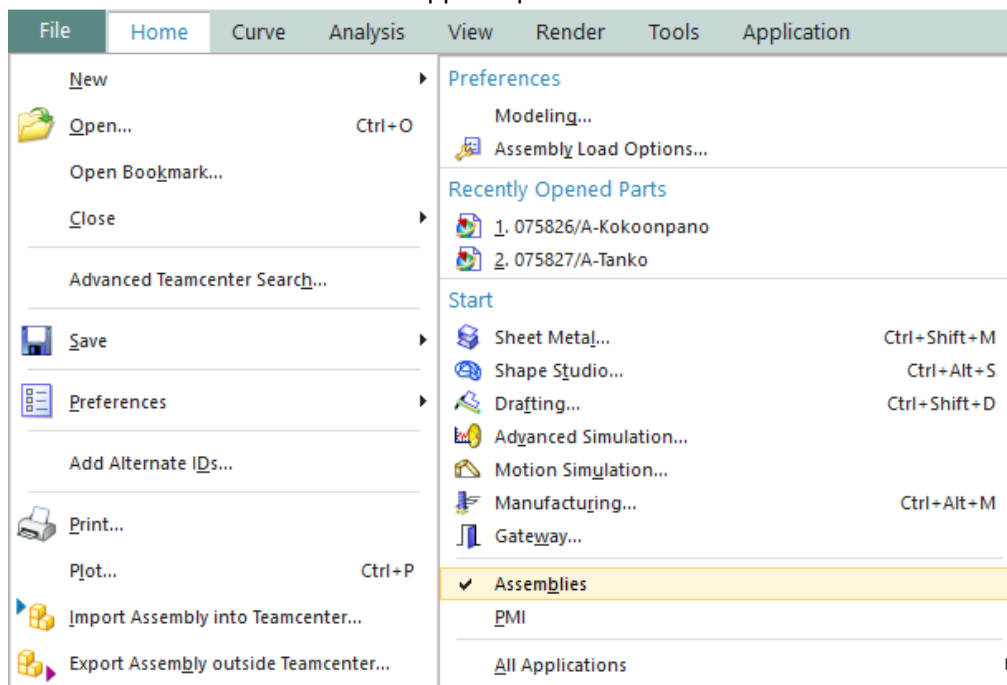 File Home Curve Analysis View Render Tools Application
New
Open... Ctrl+O
Open Bookmark...
Close
Advanced Teamcenter Search...
Save
Preferences
Add Alternate IDs...
Print...
Plot... Ctrl+P
Import Assembly into Teamcenter...
Export Assembly outside Teamcenter...
Preferences
Modeling...
Assembly Load Options...
Recently Opened Parts
1. 075826/A-Kokoonpano
2. 075827/A-Tanko
Start
Sheet Metal... Ctrl+Shift+M
Shape Studio... Ctrl+Alt+S
Drafting... Ctrl+Shift+D
Advanced Simulation...
Motion Simulation...
Manufacturing... Ctrl+Alt+M
Gateway...
Assemblies
PMI
All Applications